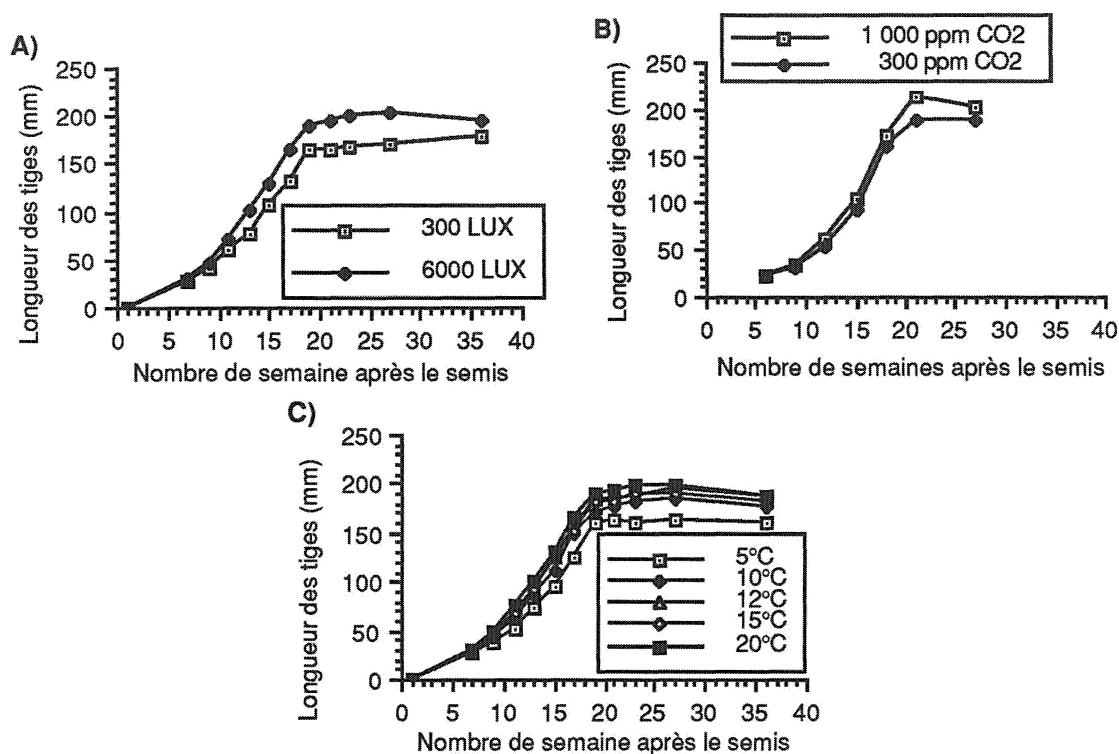 A)
Longueur des tiges (mm)
250
200
150
100
50
0
300 LUX
6000 LUX
0 5 10 15 20 25 30 35 40
Nombre de semaine après le semis
B)
1 000 ppm CO2
300 ppm CO2
Longueur des tiges (mm)
250
200
150
100
50
0
0 5 10 15 20 25 30 35 40
Nombre de semaines après le semis
C)
Longueur des tiges (mm)
250
200
150
100
50
0
5°C
10°C
12°C
15°C
20°C
0 5 10 15 20 25 30 35 40
Nombre de semaine après le semis